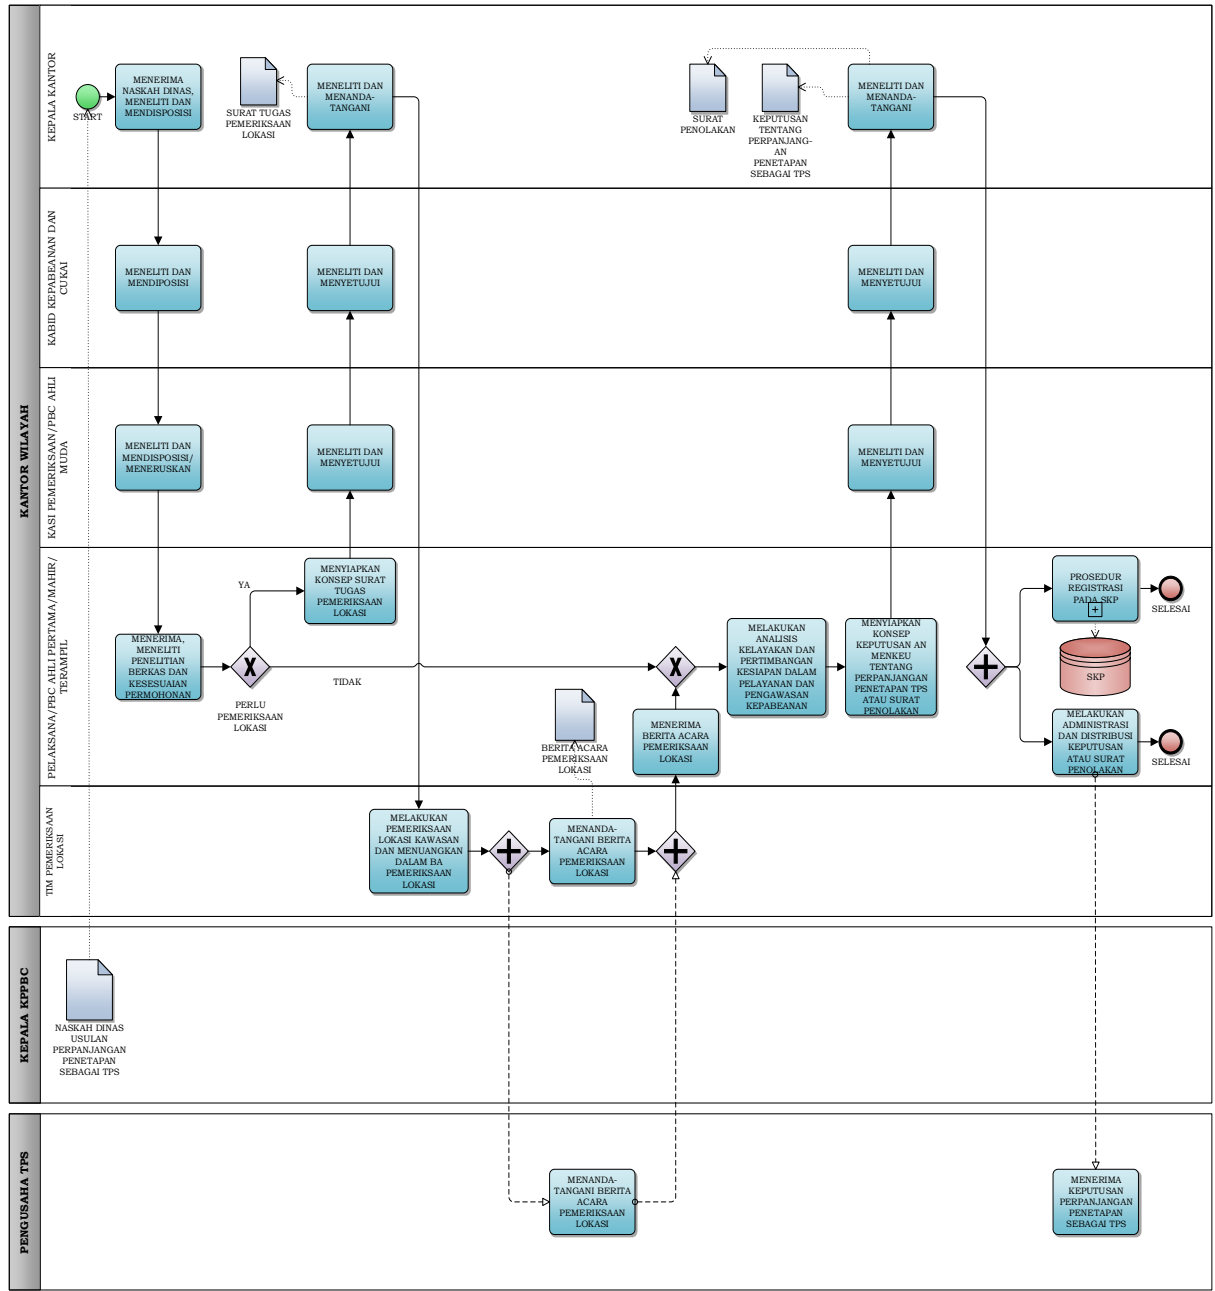 KANTOR WILAYAH
KEPALA KANTOR
START
MENERIMA
NASKAH DINAS,
MENELITI DAN
MENDISPOSISI
SURAT TUGAS
PEMERIKSAAN
LOKASI
MENELITI DAN
MENANDA-
TANGANI
SURAT
PENOLAKAN
KEPUTUSAN
TENTANG
PERPANJANG-
AN
PENETAPAN
SEBAGAI TPS
MENELITI DAN
MENANDA-
TANGANI
KABID KEPABEANAN DAN
CUKAI
MENELITI DAN
MENDIPOSISI
MENELITI DAN
MENYETUJUI
MENELITI DAN
MENYETUJUI
KASI PEMERIKSAAN/PBC AHLI
MUDA
MENELITI DAN
MENDISPOSISI/
MENERUSKAN
MENELITI DAN
MENYETUJUI
MENELITI DAN
MENYETUJUI
PELAKSANA/PBC AHLI PERTAMA/MAHIR/
TERAMPIL
MENERIMA,
MENELITI
PENELITIAN
BERKAS DAN
KESESUAIAN
PERMOHONAN
YA
PERLU
PEMERIKSAAN
LOKASI
MENYIAPKAN
KONSEP SURAT
TUGAS
PEMERIKSAAN
LOKASI
TIDAK
BERITA ACARA
PEMERIKSAAN
LOKASI
MENERIMA
BERITA ACARA
PEMERIKSAAN
LOKASI
MELAKUKAN
ANALISIS
KELAYAKAN DAN
PERTIMBANGAN
KESIAPAN DALAM
PELAYANAN DAN
PENGAWASAN
KEPABEANAN
MENYIAPKAN
KONSEP
KEPUTUSAN AN
MENKEU
TENTANG
PERPANJANGAN
PENETAPAN TPS
ATAU SURAT
PENOLAKAN
PROSEDUR
REGISTRASI
PADA SKP
SELESAI
SKP
MELAKUKAN
ADMINISTRASI
DAN DISTRIBUSI
KEPUTUSAN
ATAU SURAT
PENOLAKAN
SELESAI
TIM PEMERIKSAAN
LOKASI
MELAKUKAN
PEMERIKSAAN
LOKASI KAWASAN
DAN MENUANGKAN
DALAM BA
PEMERIKSAAN
LOKASI
MENANDA-
TANGANI BERITA
ACARA
PEMERIKSAAN
LOKASI
KEPALA KPPBC
NASKAH DINAS
USULAN
PERPANJANGAN
PENETAPAN
SEBAGAI TPS
PENGUSAHA TPS
MENANDA-
TANGANI BERITA
ACARA
PEMERIKSAAN
LOKASI
MENERIMA
KEPUTUSAN
PERPANJANGAN
PENETAPAN
SEBAGAI TPS